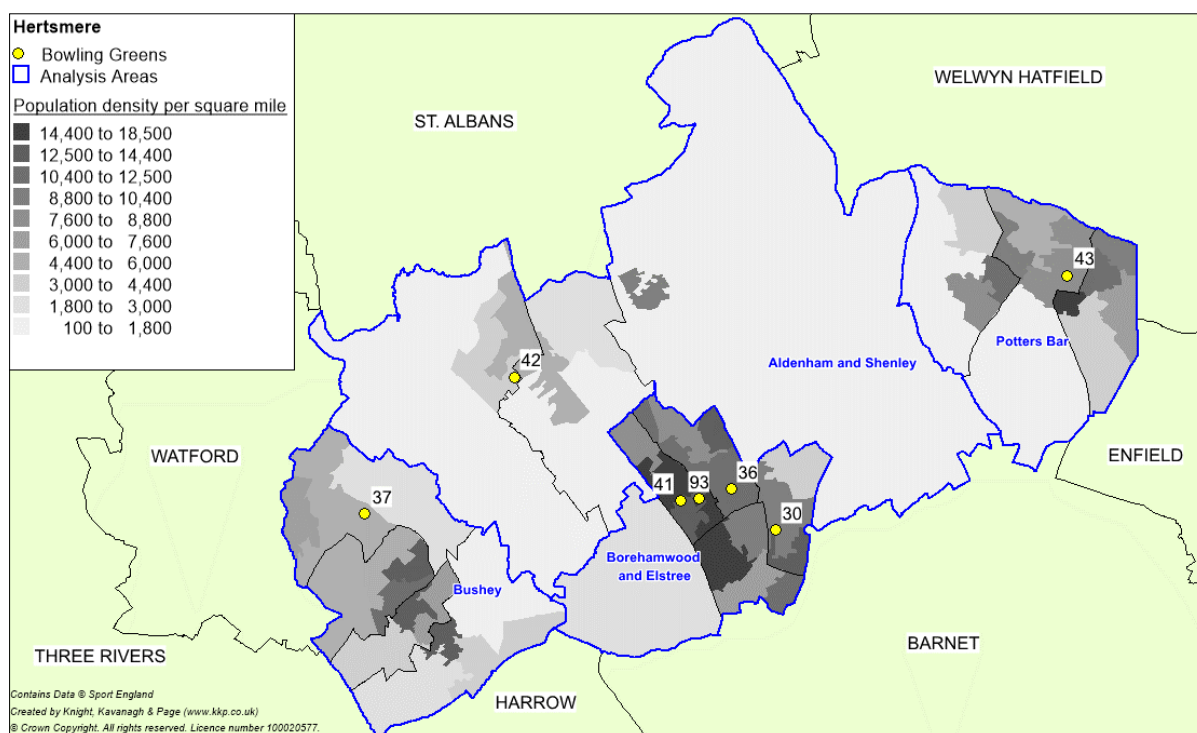 Hertsmere
Bowling Greens
Analysis Areas
Population density per square mile
14,400 to 18,500
12,500 to 14,400
10,400 to 12,500
8,800 to 10,400
7,600 to 8,800
6,000 to 7,600
4,400 to 6,000
3,000 to 4,400
1,800 to 3,000
100 to 1,800
WELWYN HATFIELD
ST. ALBANS
43
Potters Bar
42
Aldenham and Shenley
WATFORD
ENFIELD
37
41
93
36
30
Borehamwood
and Elstree
Bushey
BARNET
THREE RIVERS
HARROW
Contains Data © Sport England
Created by Knight, Kavanagh & Page (www.kkp.co.uk)
© Crown Copyright. All rights reserved. Licence number 100020577.